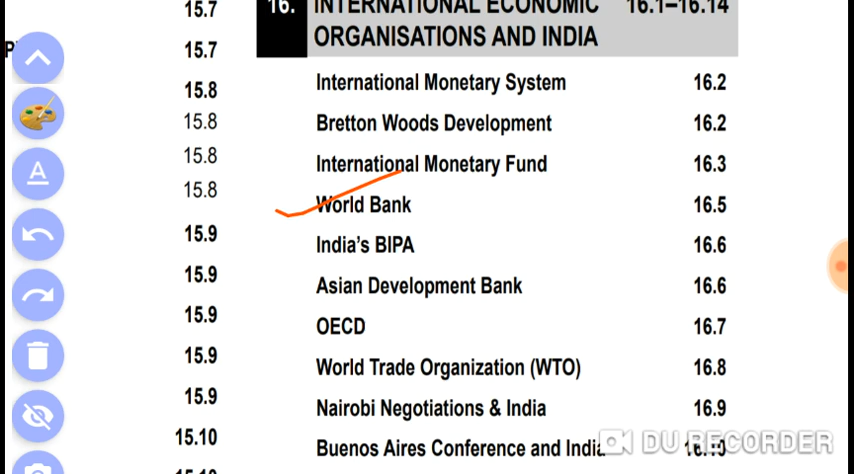 15.7
15.7
15.8
15.8
15.8
15.8
15.9
15.9
15.9
15.9
15.9
15.10
16. INTERNATIONAL ECONOMIC 16.1–16.14
ORGANISATIONS AND INDIA
International Monetary System 16.2
Bretton Woods Development 16.2
International Monetary Fund 16.3
World Bank 16.5
India's BIPA 16.6
Asian Development Bank 16.6
OECD 16.7
World Trade Organization (WTO) 16.8
Nairobi Negotiations & India 16.9
Buenos Aires Conference and India 16.10
DU RECORDER
A